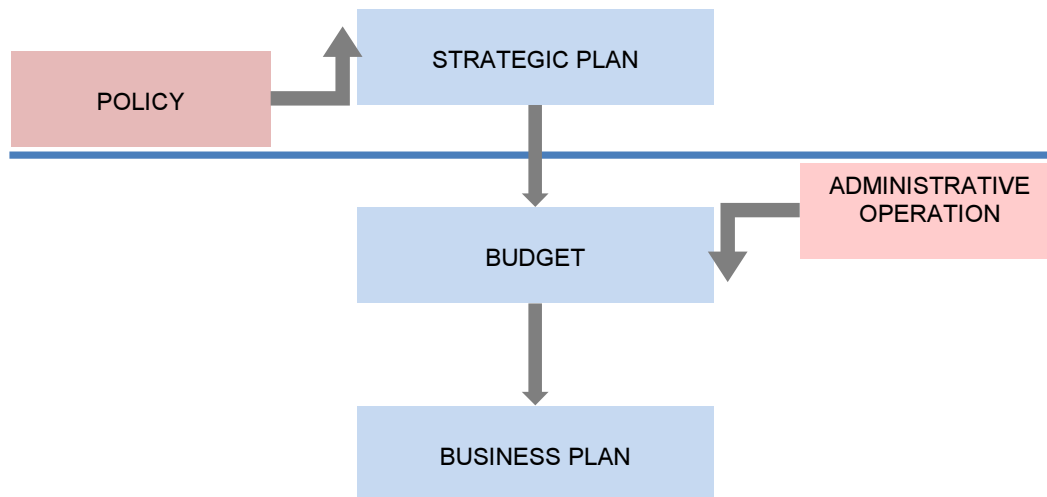 STRATEGIC PLAN
POLICY
ADMINISTRATIVE
OPERATION
BUDGET
BUSINESS PLAN